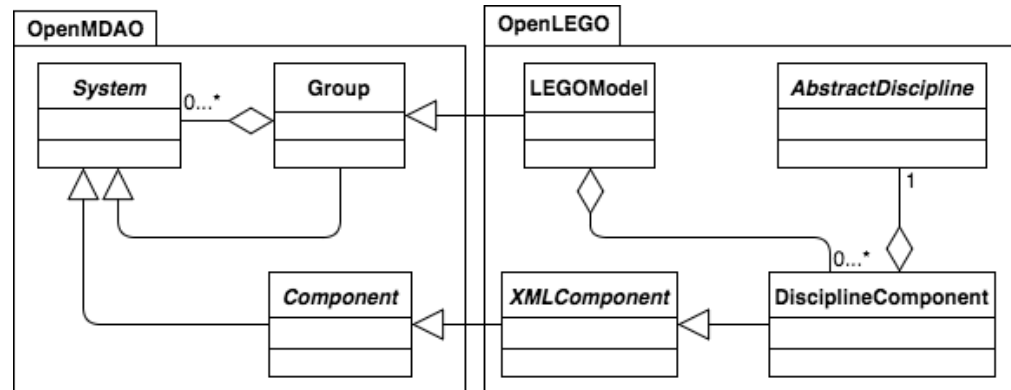 OpenMDAO
OpenLEGO
System
0...*
Group
LEGOModel
AbstractDiscipline
1
0...*
Component
XMLComponent
DisciplineComponent